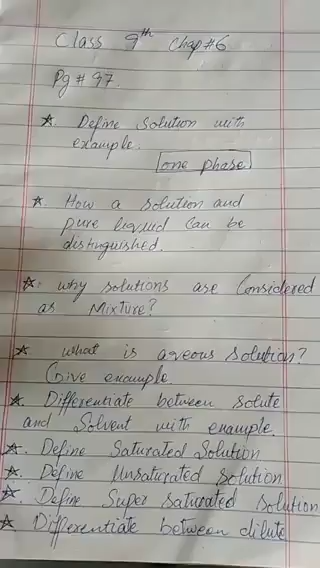 Class 9th Chap#6
Pg # 97.
* Define Solution with
example.
one phase
* How a solution and
pure liquid can be
distinguished.
* why solutions are Considered
as Mixture?
* what is aqeous Solution?
Give example.
* Differentiate between solute
and Solvent with example.
* Define Saturated Solution
* Define Unsaturated Solution
* Define Super saturated solution
* Differentiate between dilute